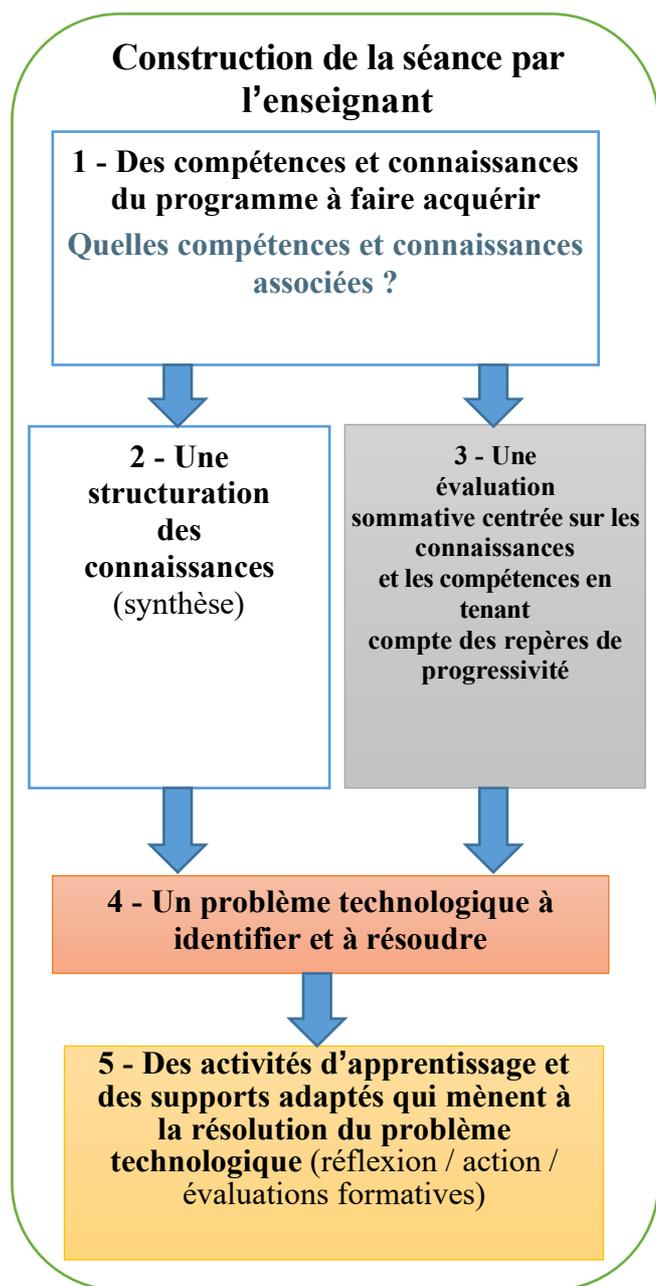 Construction de la séance par
l’enseignant
1 - Des compétences et connaissances
du programme à faire acquérir
Quelles compétences et connaissances
associées ?
2 - Une
structuration
des
connaissances
(synthèse)
3 - Une
évaluation
sommative centrée sur les
connaissances
et les compétences en
tenant
compte des repères de
progressivité
4 - Un problème technologique à
identifier et à résoudre
5 - Des activités d’apprentissage et
des supports adaptés qui mènent à
la résolution du problème
technologique (réflexion / action /
évaluations formatives)